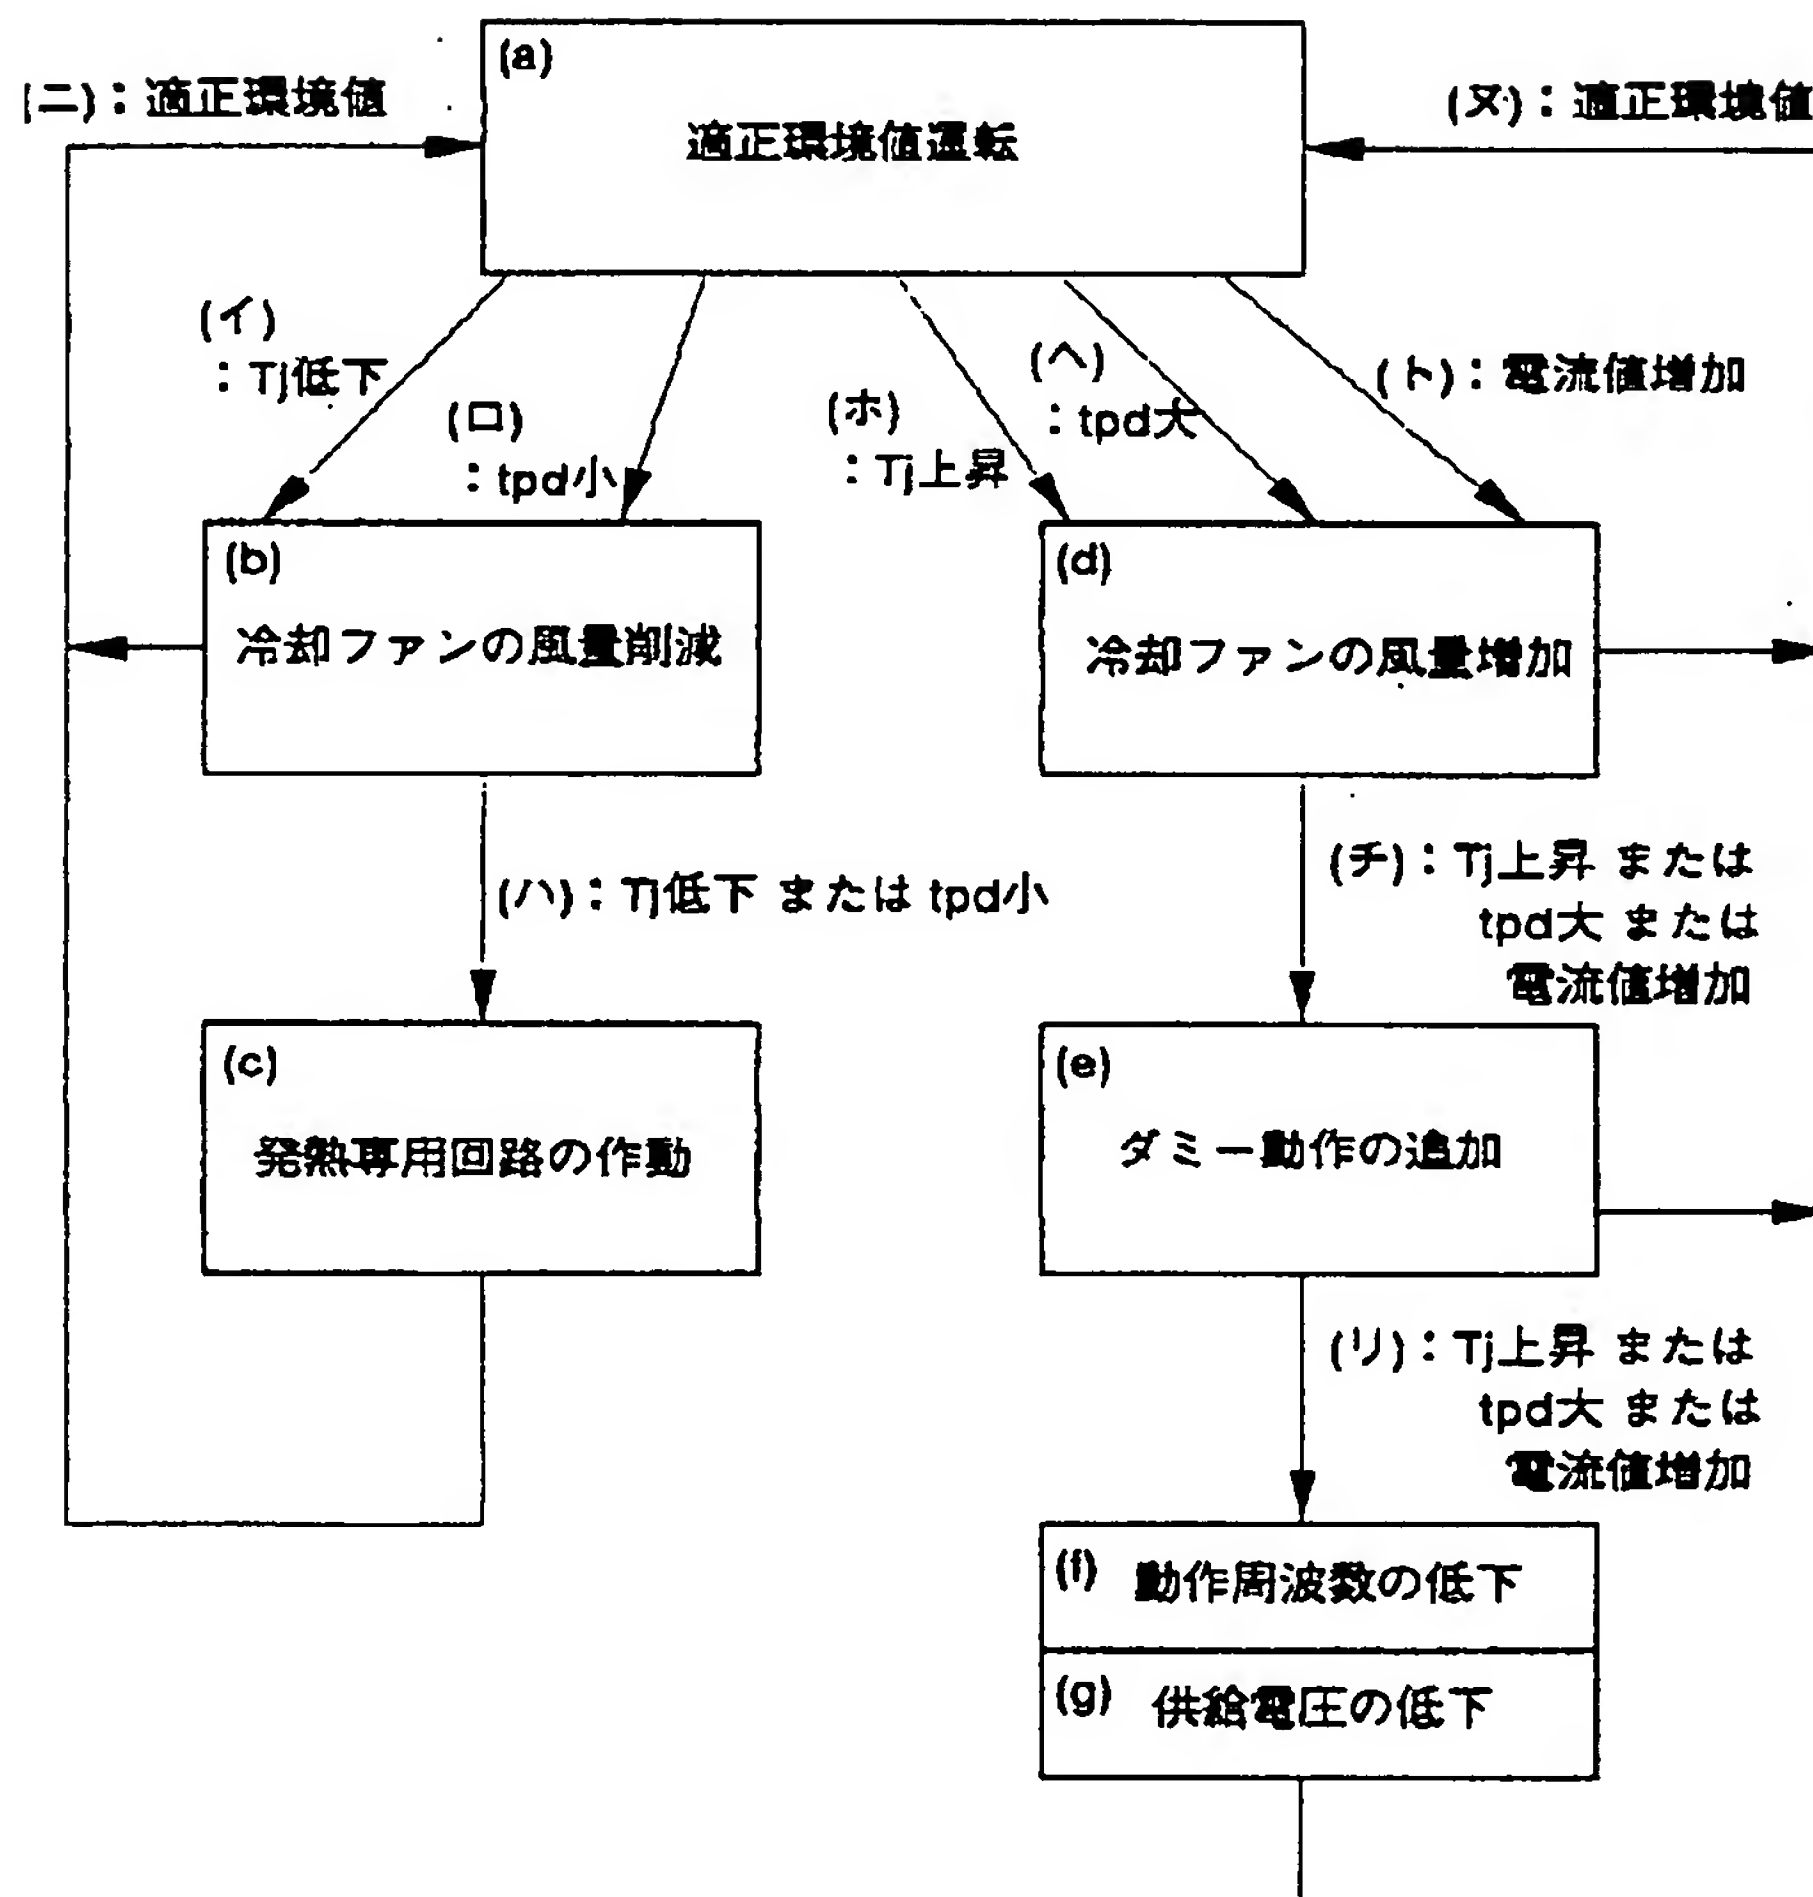 (a)
(ニ)：適正環境値
(ヌ)：適正環境値
適正環境値運転
(イ)
：Tj低下
(ロ)
：tpd小
(ホ)
：Tj上昇
(ヘ)
：tpd大
(ト)：電流値増加
(b)
冷却ファンの風量削減
(d)
冷却ファンの風量増加
(ハ)：Tj低下 または tpd小
(チ)：Tj上昇 または
tpd大 または
電流値増加
(c)
発熱専用回路の作動
(e)
ダミー動作の追加
(リ)：Tj上昇 または
tpd大 または
電流値増加
(f) 動作周波数の低下
(g) 供給電圧の低下